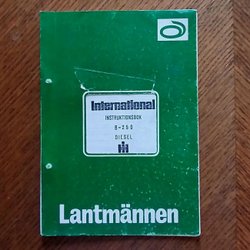 International
INSTRUKTIONSBOK
B-250
DIESEL
Lantmännen